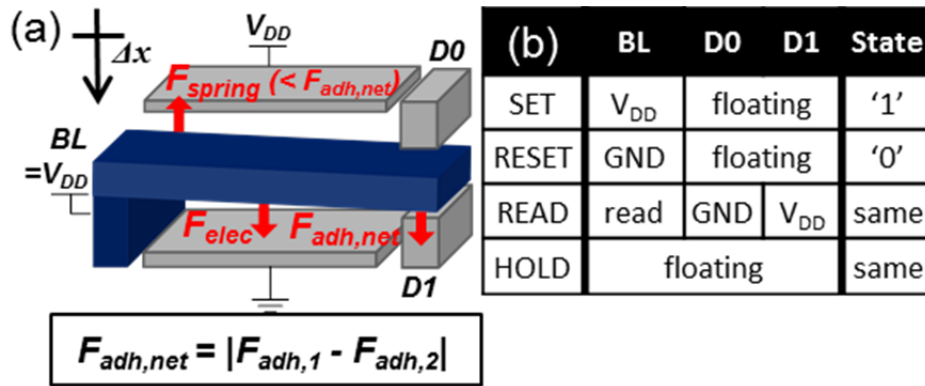 (a)
Δx
V_DD
D0
F_spring (< F_adh,net)
BL
=V_DD
F_elec
F_adh,net
D1
F_adh,net = |F_adh,1 - F_adh,2|
(b) BL D0 D1 State
SET V_DD floating '1'
RESET GND floating '0'
READ read GND V_DD same
HOLD floating same